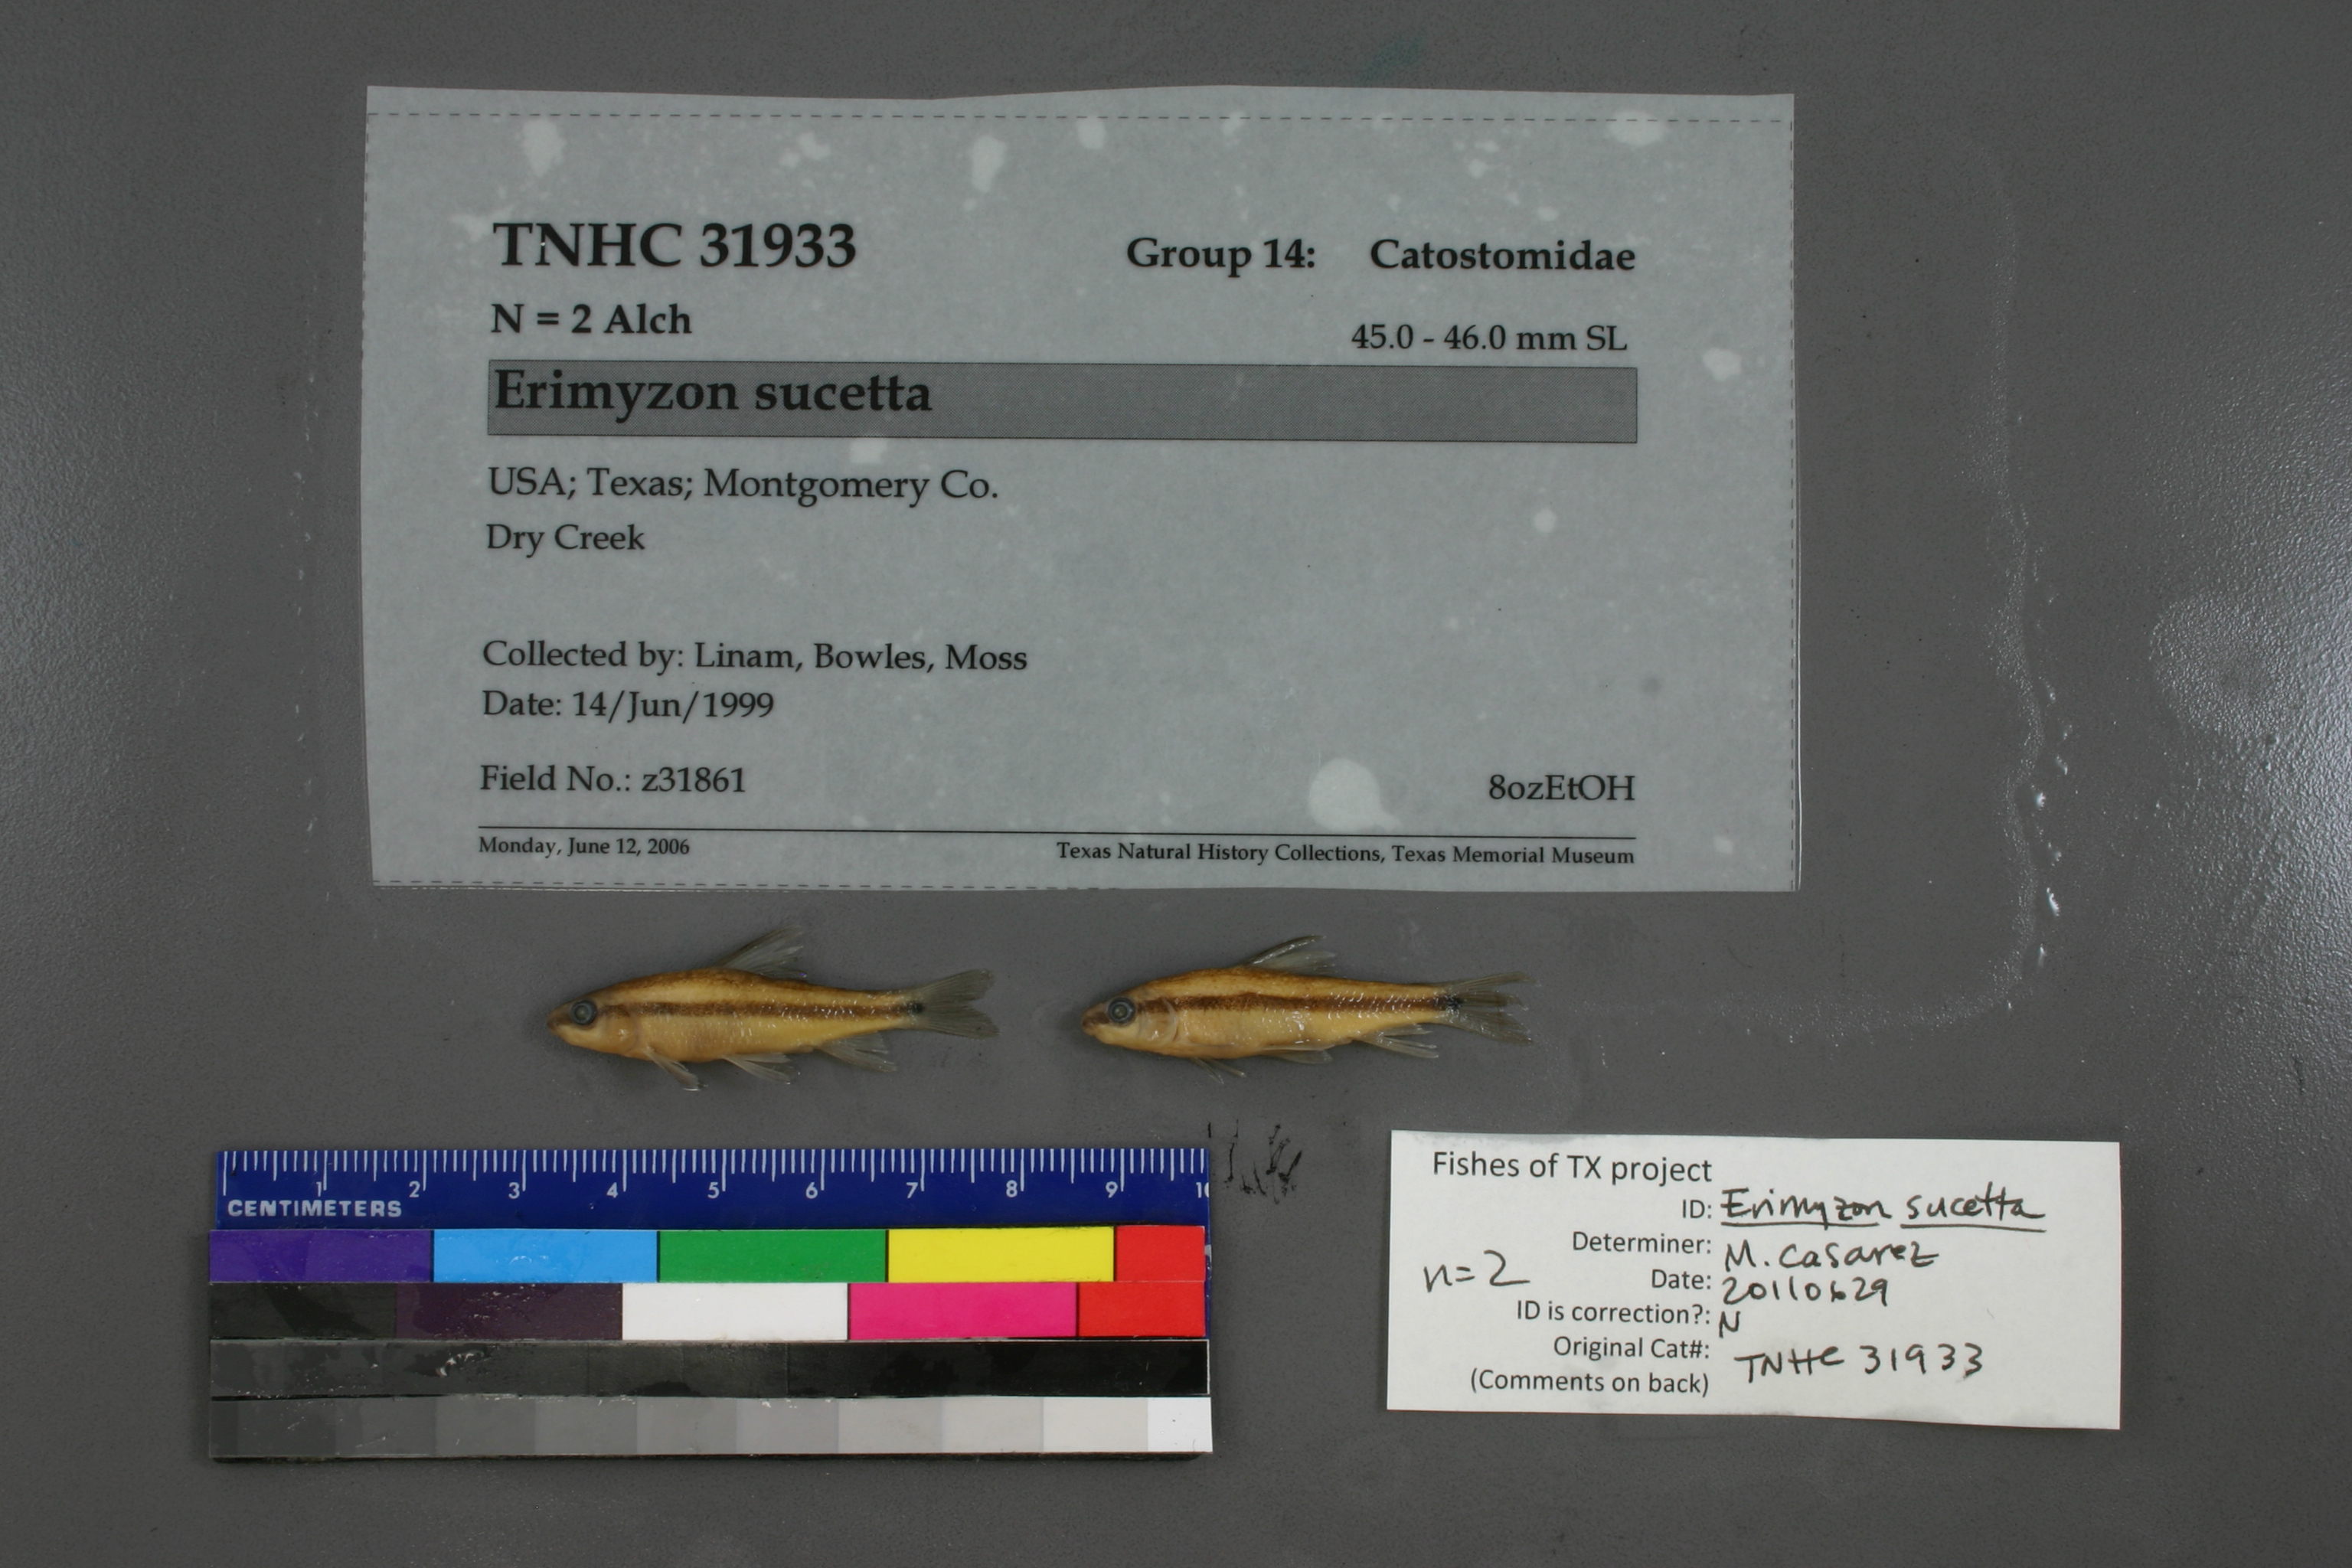 TNHC 31933
Group 14: Catostomidae
N = 2 Alch
45.0 - 46.0 mm SL
Erimyzon sucetta
USA; Texas; Montgomery Co.
Dry Creek
Collected by: Linam, Bowles, Moss
Date: 14/Jun/1999
Field No.: z31861
8ozEtOH
Monday, June 12, 2006
Texas Natural History Collections, Texas Memorial Museum
1 2 3 4 5 6 7 8 9 10
CENTIMETERS
Fishes of TX project
ID: Erimyzon sucetta
Determiner: M. Casarez
n=2
Date: 20110629
ID is correction?: N
Original Cat#: TNHC 31933
(Comments on back)